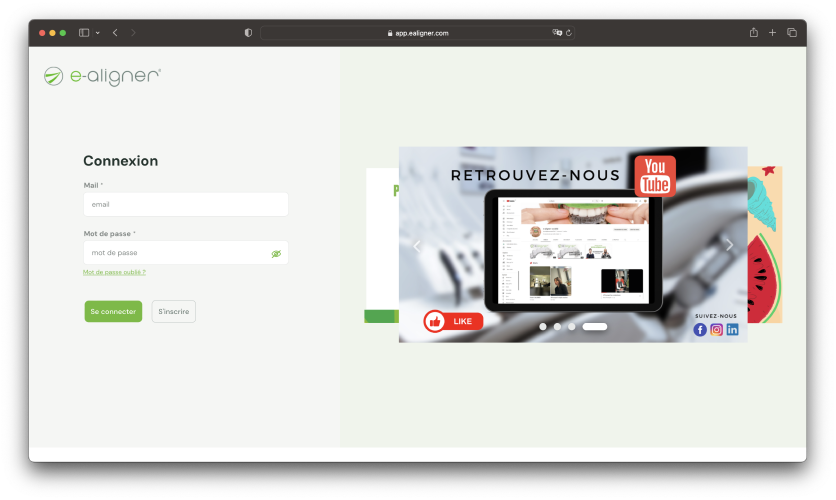 app.ealigner.com
e-aligner®
Connexion
Mail *
email
Mot de passe *
mot de passe
Mot de passe oublié ?
Se connecter
S'inscrire
P
RETROUVEZ-NOUS
You
Tube
LIKE
SUIVEZ-NOUS